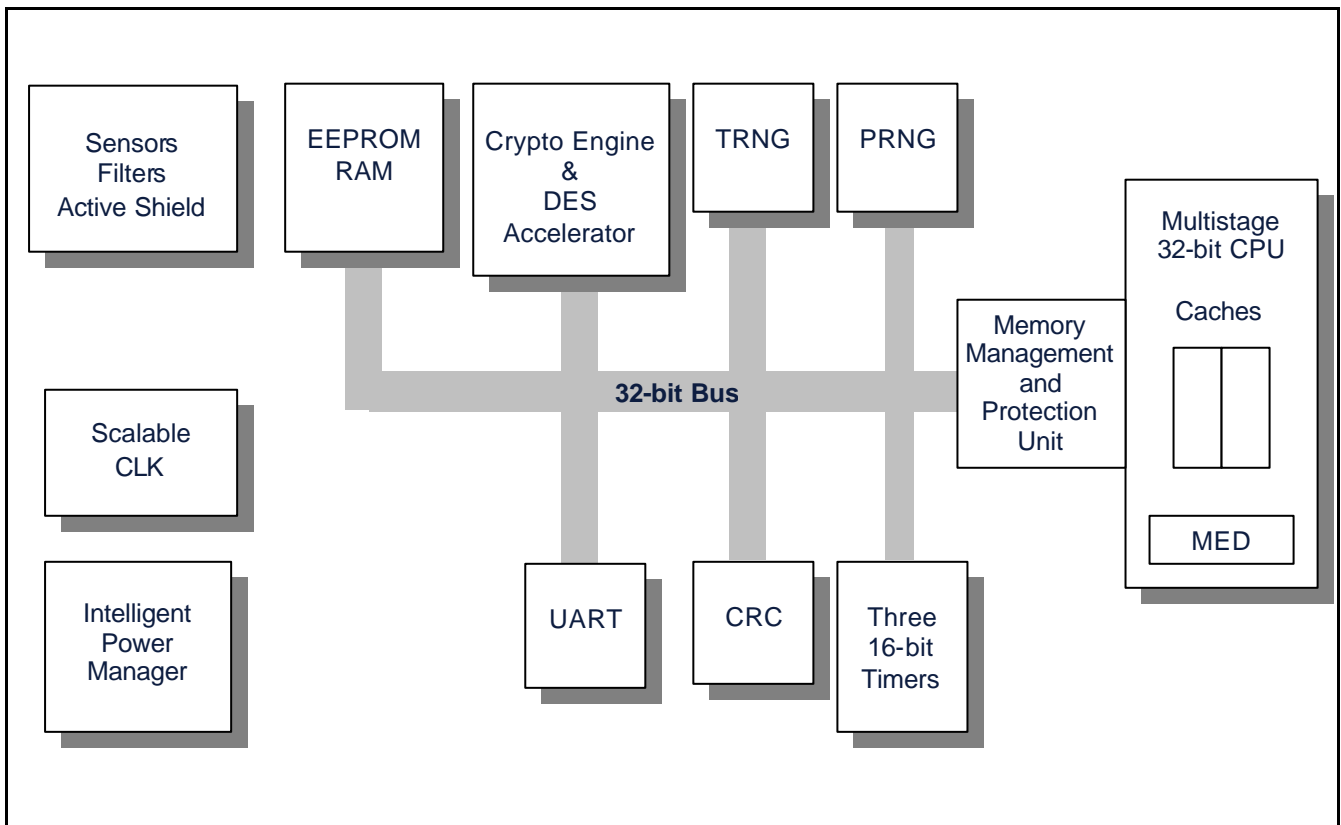 Sensors
Filters
Active Shield
EEPROM
RAM
Crypto Engine
&
DES
Accelerator
TRNG
PRNG
Multistage
32-bit CPU
Caches
MED
Memory
Management
and
Protection
Unit
32-bit Bus
Scalable
CLK
Intelligent
Power
Manager
UART
CRC
Three
16-bit
Timers